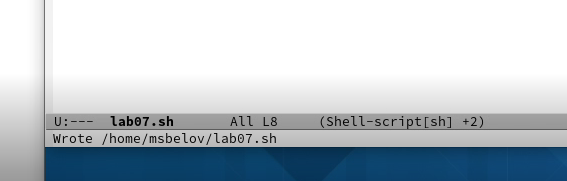 U:--- lab07.sh All L8 (Shell-script[sh] +2)
Wrote /home/msbelov/lab07.sh